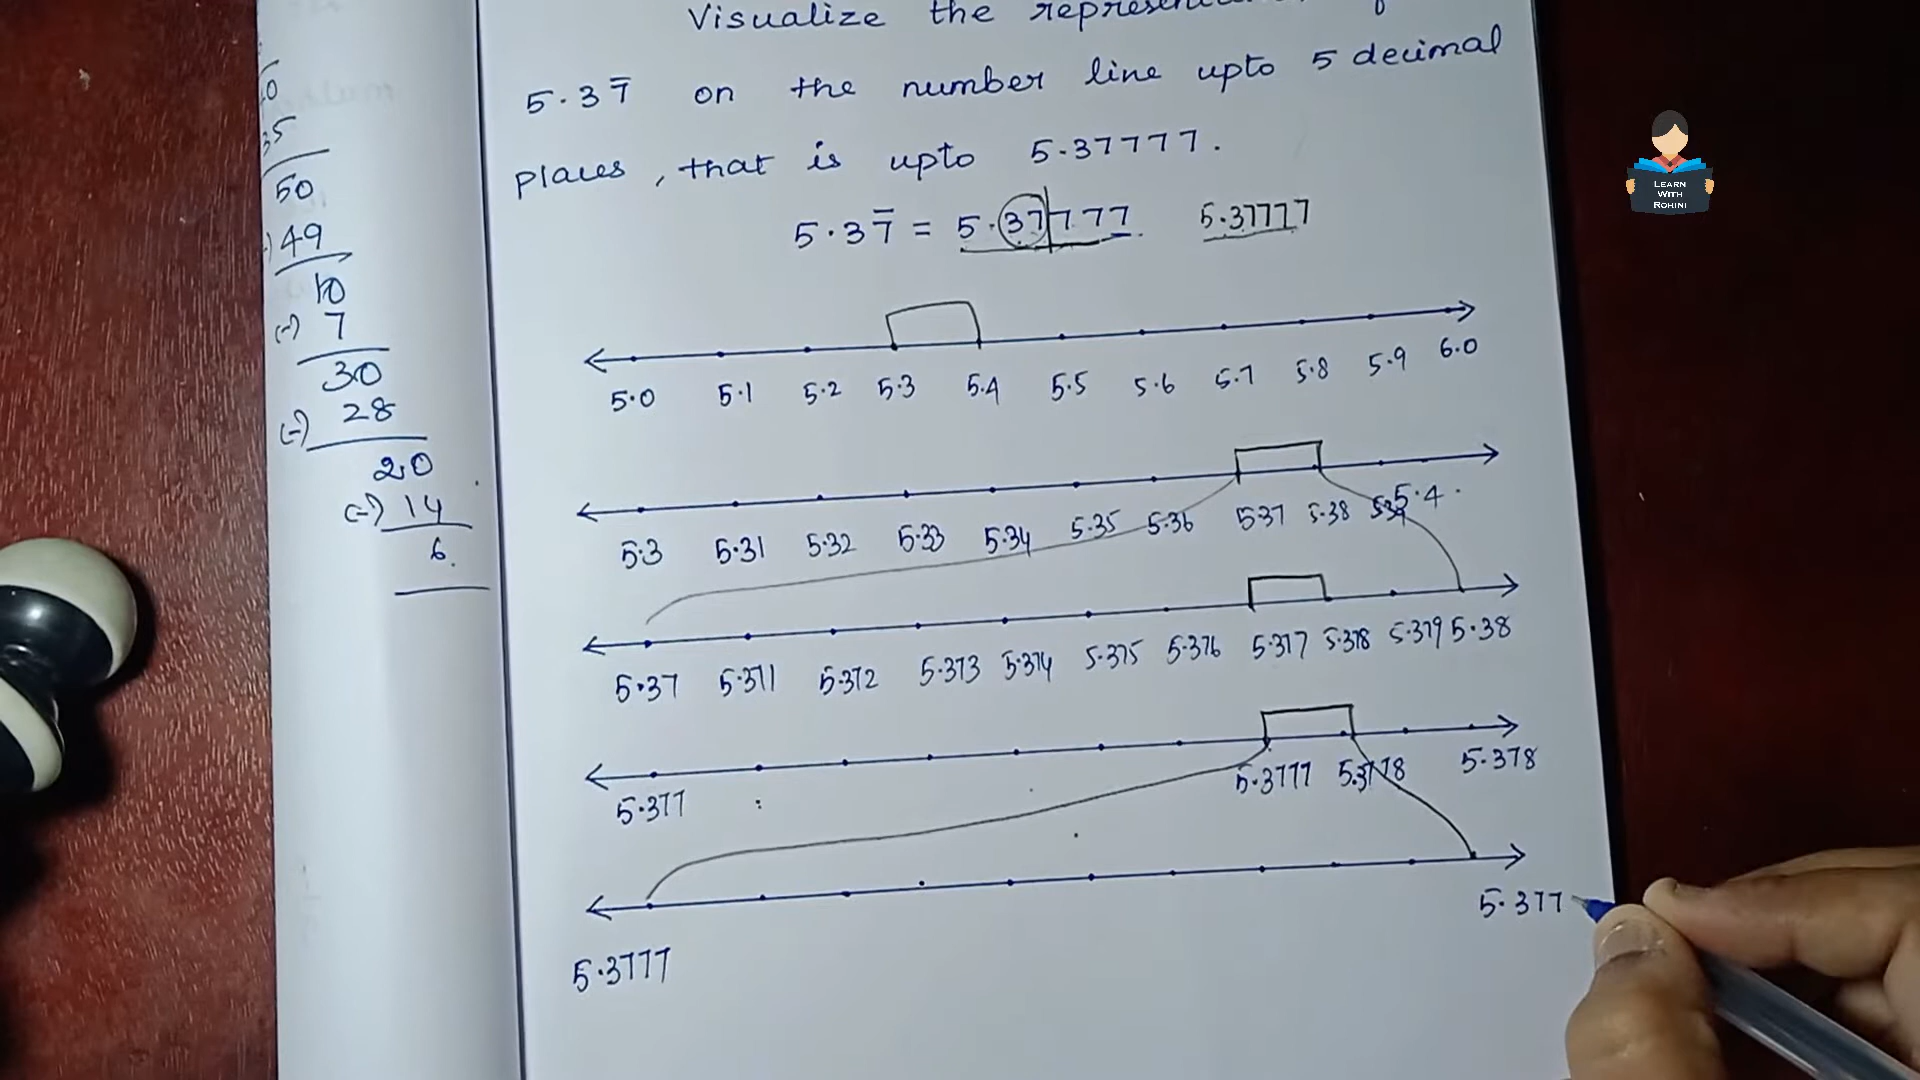 Visualize the
5.37̅ on the number line upto 5 decimal
places, that is upto 5.37777.
5.37̅ = 5.37777 5.37777
5.0 5.1 5.2 5.3 5.4 5.5 5.6 5.7 5.8 5.9 6.0
5.3 5.31 5.32 5.33 5.34 5.35 5.36 5.37 5.38 5.39 5.4
5.37 5.371 5.372 5.373 5.374 5.375 5.376 5.377 5.378 5.379 5.38
5.377 5.3777 5.3778 5.378
5.3777 5.377
50
(-) 49
10
(-) 7
30
(-) 28
20
(-) 14
6.
LEARN
WITH
ROHINI